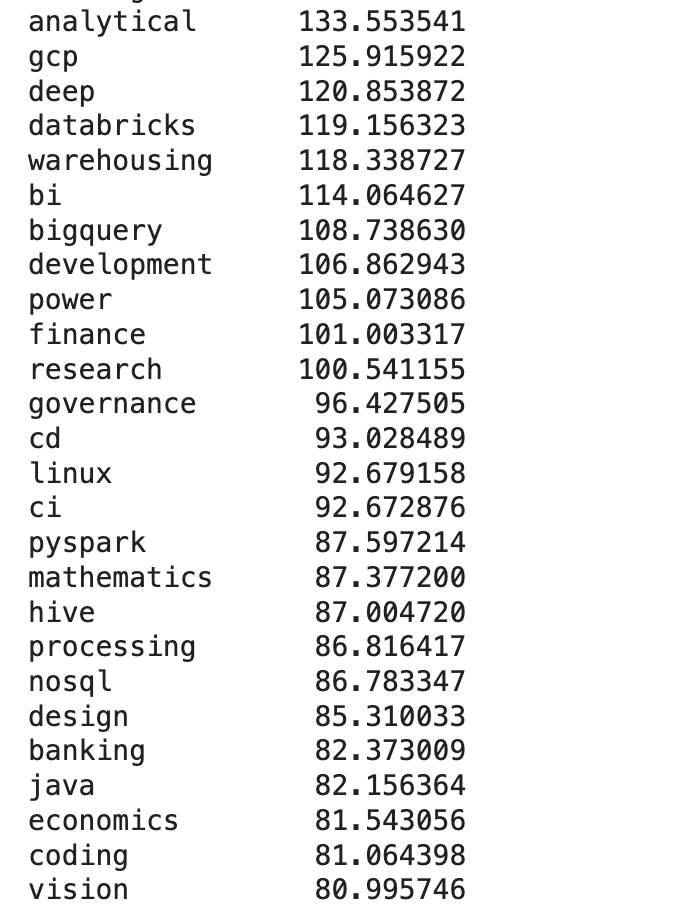 analytical 133.553541
gcp 125.915922
deep 120.853872
databricks 119.156323
warehousing 118.338727
bi 114.064627
bigquery 108.738630
development 106.862943
power 105.073086
finance 101.003317
research 100.541155
governance 96.427505
cd 93.028489
linux 92.679158
ci 92.672876
pyspark 87.597214
mathematics 87.377200
hive 87.004720
processing 86.816417
nosql 86.783347
design 85.310033
banking 82.373009
java 82.156364
economics 81.543056
coding 81.064398
vision 80.995746